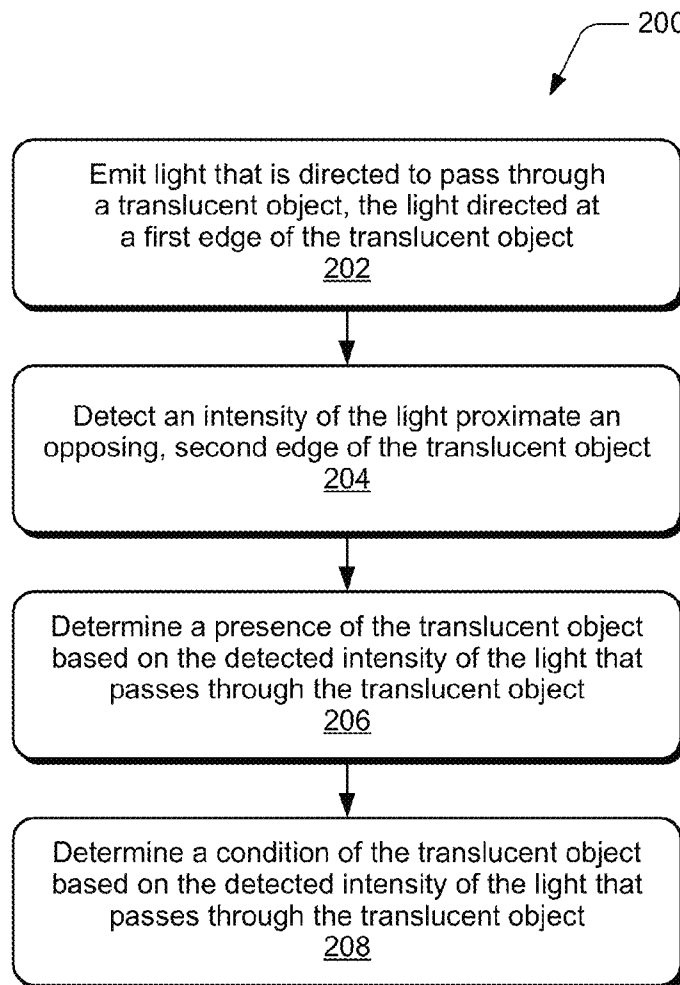 200
Emit light that is directed to pass through
a translucent object, the light directed at
a first edge of the translucent object
202
Detect an intensity of the light proximate an
opposing, second edge of the translucent object
204
Determine a presence of the translucent object
based on the detected intensity of the light that
passes through the translucent object
206
Determine a condition of the translucent object
based on the detected intensity of the light that
passes through the translucent object
208